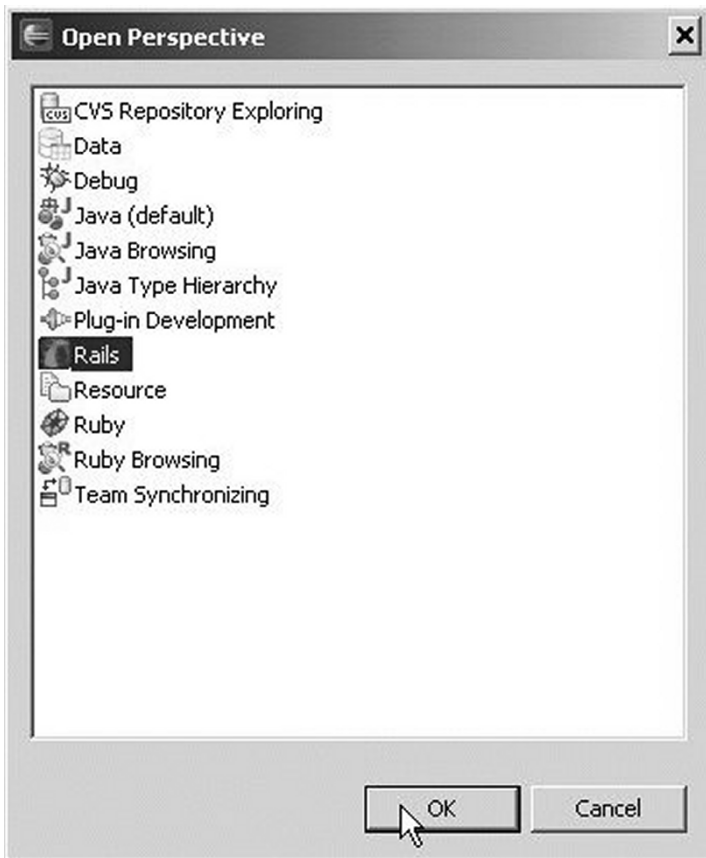 Open Perspective
CVS Repository Exploring
Data
Debug
Java (default)
Java Browsing
Java Type Hierarchy
Plug-in Development
Rails
Resource
Ruby
Ruby Browsing
Team Synchronizing
OK
Cancel